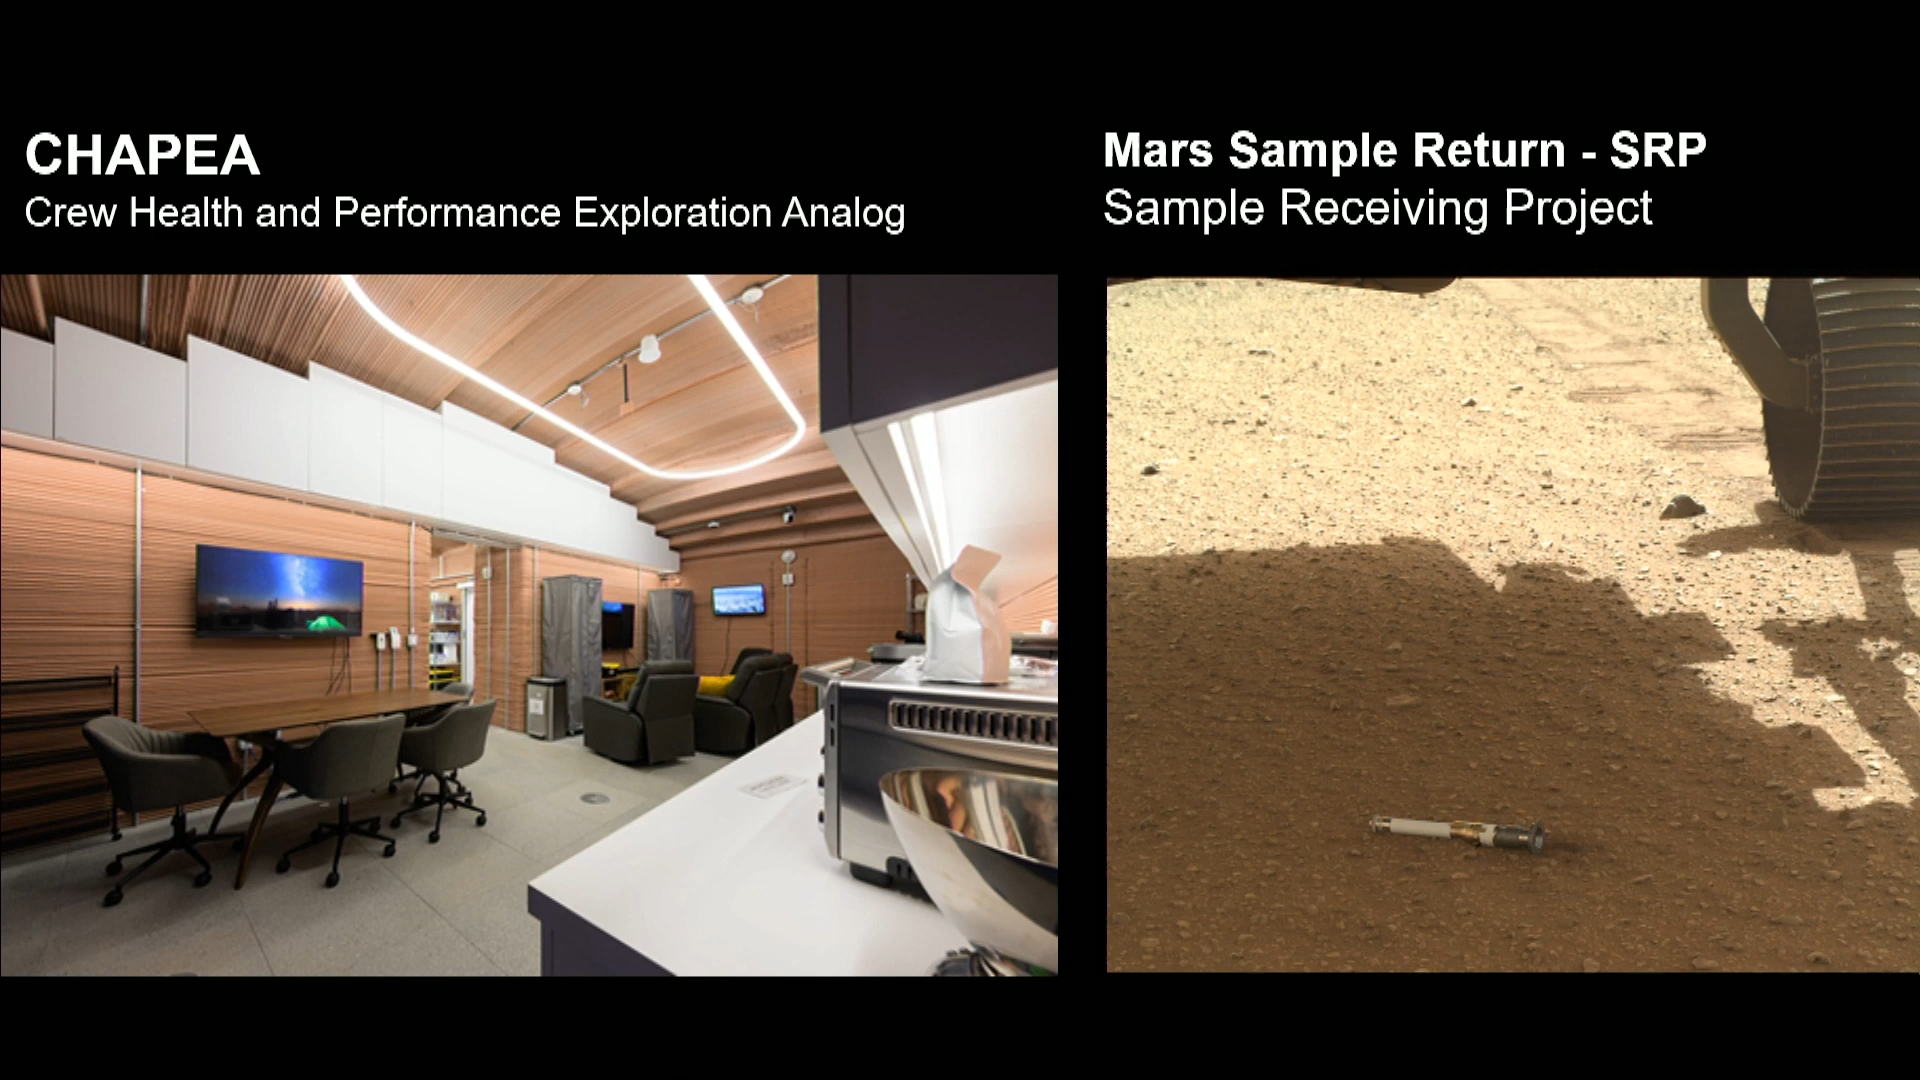 CHAPEA
Crew Health and Performance Exploration Analog
Mars Sample Return - SRP
Sample Receiving Project